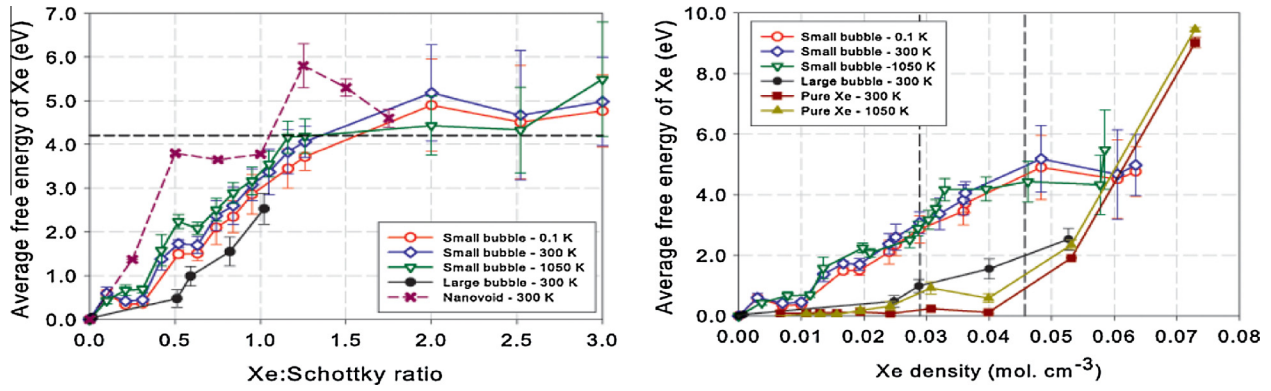 Average free energy of Xe (eV)
7.0
6.0
5.0
4.0
3.0
2.0
1.0
0.0
0.0
0.5
1.0
1.5
2.0
2.5
3.0
Xe:Schottky ratio
Small bubble - 0.1 K
Small bubble - 300 K
Small bubble - 1050 K
Large bubble - 300 K
Nanovoid - 300 K
Average free energy of Xe (eV)
10.0
8.0
6.0
4.0
2.0
0.0
0.00
0.01
0.02
0.03
0.04
0.05
0.06
0.07
0.08
Xe density (mol. cm⁻³)
Small bubble - 0.1 K
Small bubble - 300 K
Small bubble -1050 K
Large bubble - 300 K
Pure Xe - 300 K
Pure Xe - 1050 K